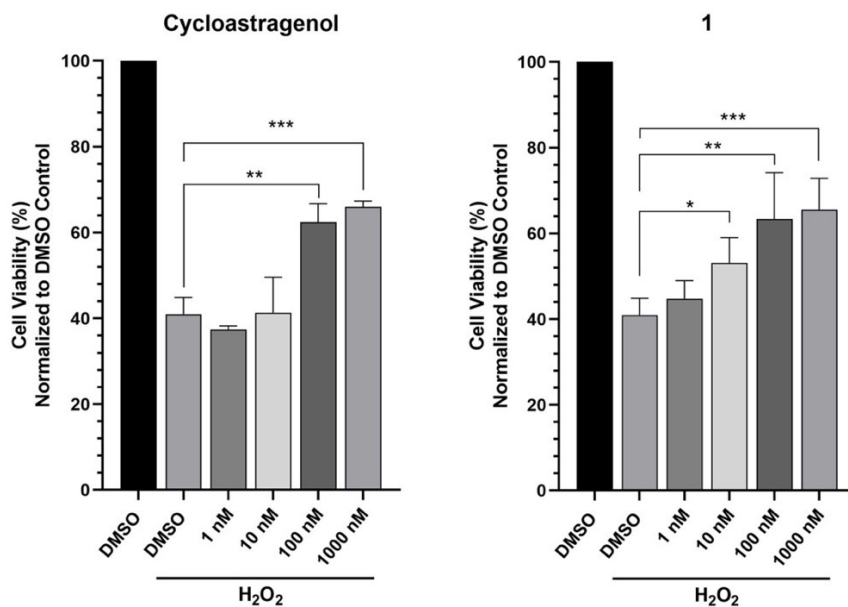 Cycloastragenol
Cell Viability (%)
Normalized to DMSO Control
100
80
60
40
20
0
***
**
DMSO
DMSO
1 nM
10 nM
100 nM
1000 nM
H₂O₂
1
Cell Viability (%)
Normalized to DMSO Control
100
80
60
40
20
0
***
**
*
DMSO
DMSO
1 nM
10 nM
100 nM
1000 nM
H₂O₂